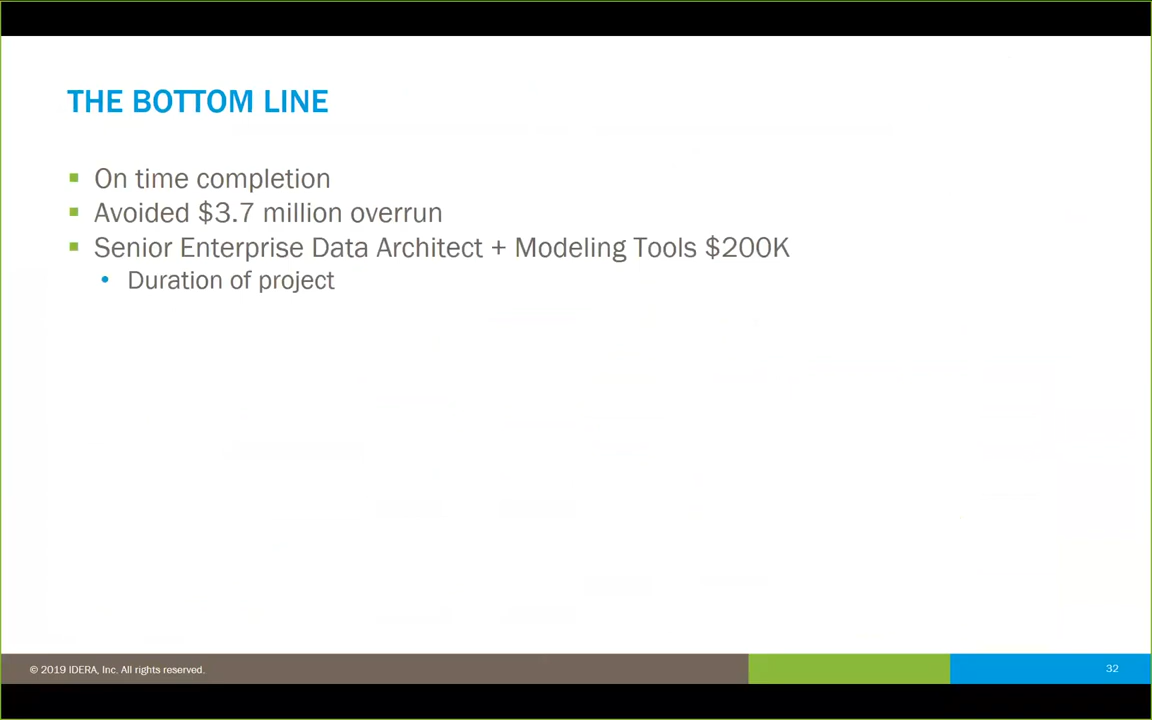 THE BOTTOM LINE
On time completion
Avoided $3.7 million overrun
Senior Enterprise Data Architect + Modeling Tools $200K
Duration of project
© 2019 IDERA, Inc. All rights reserved.
32